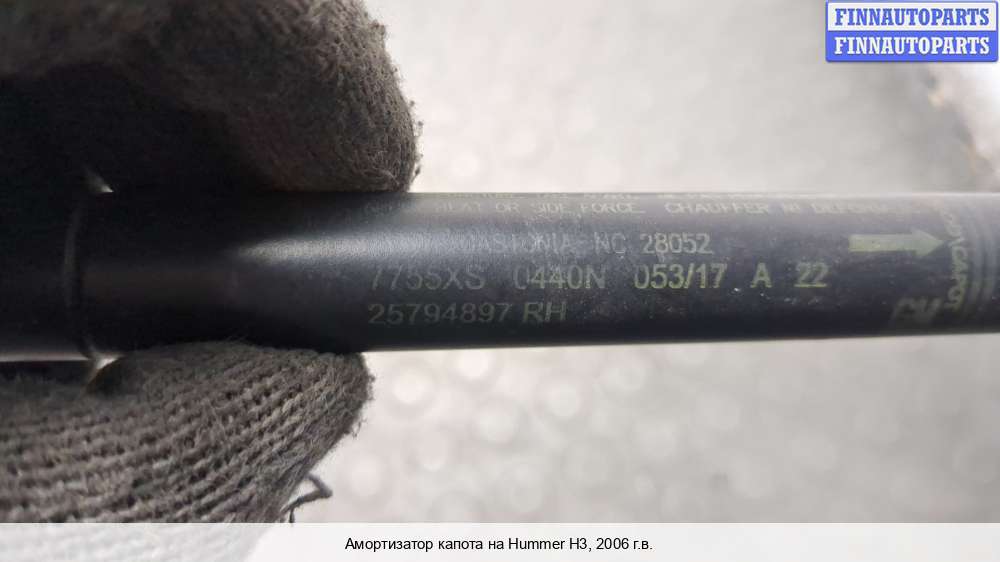 FINNAUTOPARTS
FINNAUTOPARTS
HEAT OR SIDE FORCE. CHAUFFER NI
GASTONIA, NC 28052
7755XS 0440N 053/17 A 22
25794897 RH
Амортизатор капота на Hummer H3, 2006 г.в.